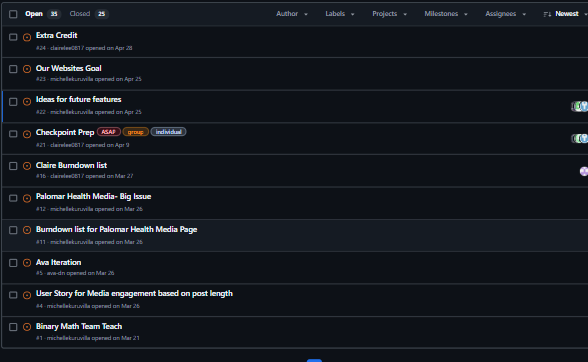 Open 35 Closed 25 Author Labels Projects Milestones Assignees Newest
Extra Credit
#24 · clairelee0817 opened on Apr 28
Our Websites Goal
#23 · michellekuruvilla opened on Apr 25
Ideas for future features
#22 · michellekuruvilla opened on Apr 25
Checkpoint Prep ASAP group individual
#21 · clairelee0817 opened on Apr 9
Claire Burndown list
#16 · clairelee0817 opened on Mar 27
Palomar Health Media- Big Issue
#12 · michellekuruvilla opened on Mar 26
Burndown list for Palomar Health Media Page
#11 · michellekuruvilla opened on Mar 26
Ava Iteration
#5 · ava-dn opened on Mar 26
User Story for Media engagement based on post length
#4 · michellekuruvilla opened on Mar 26
Binary Math Team Teach
#1 · michellekuruvilla opened on Mar 21